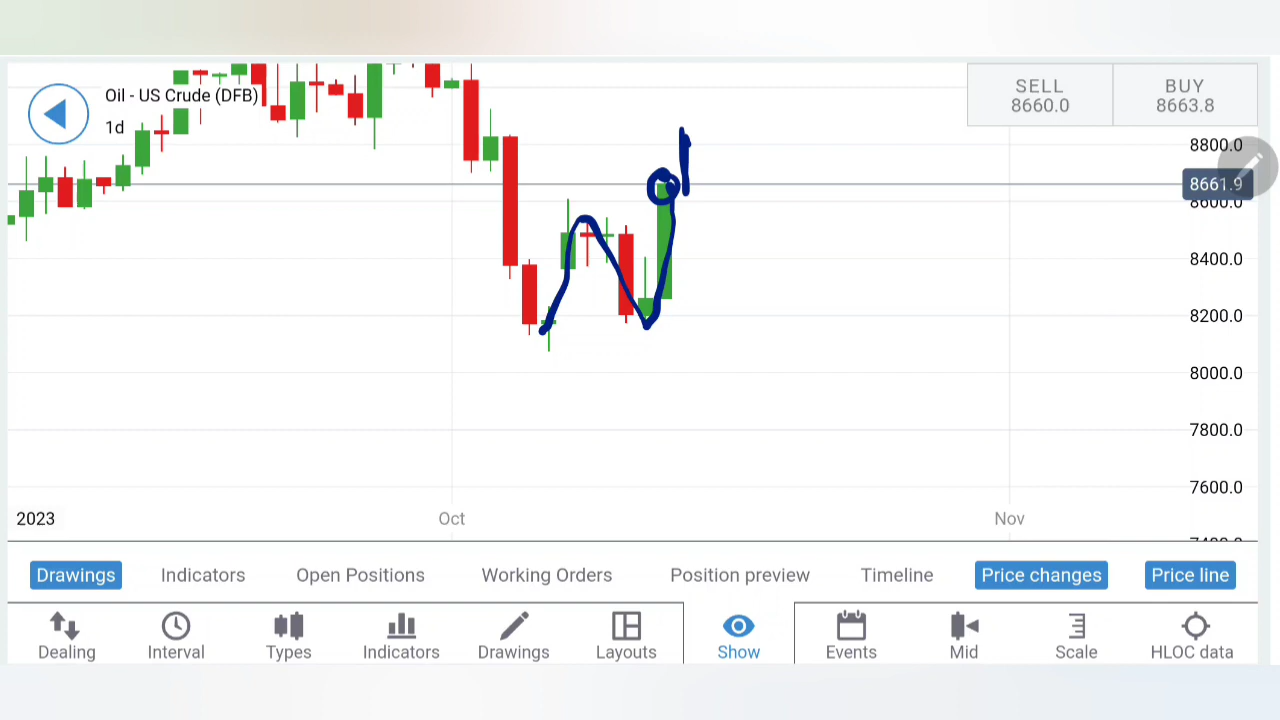 Oil - US Crude (DFB)
1d
SELL
8660.0
BUY
8663.8
8800.0
8661.9
8600.0
8400.0
8200.0
8000.0
7800.0
7600.0
2023
Oct
Nov
Drawings
Indicators
Open Positions
Working Orders
Position preview
Timeline
Price changes
Price line
Dealing
Interval
Types
Indicators
Drawings
Layouts
Show
Events
Mid
Scale
HLOC data